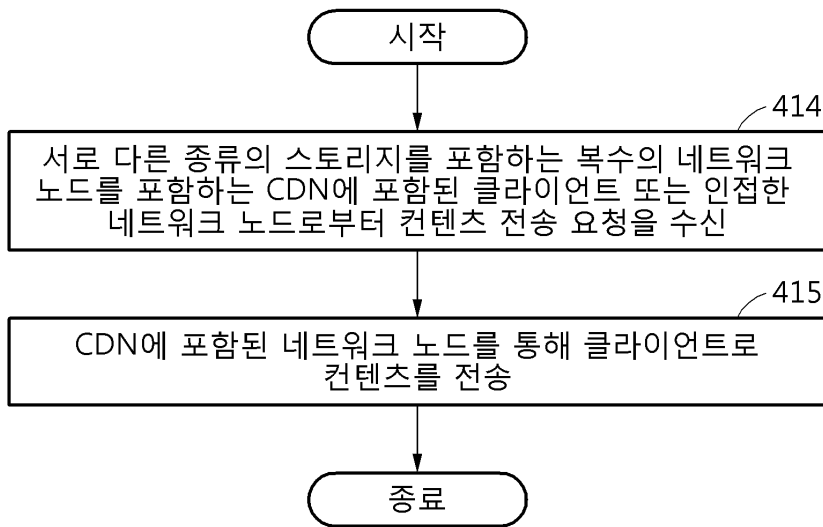 시작
414
서로 다른 종류의 스토리지를 포함하는 복수의 네트워크
노드를 포함하는 CDN에 포함된 클라이언트 또는 인접한
네트워크 노드로부터 컨텐츠 전송 요청을 수신
415
CDN에 포함된 네트워크 노드를 통해 클라이언트로
컨텐츠를 전송
종료